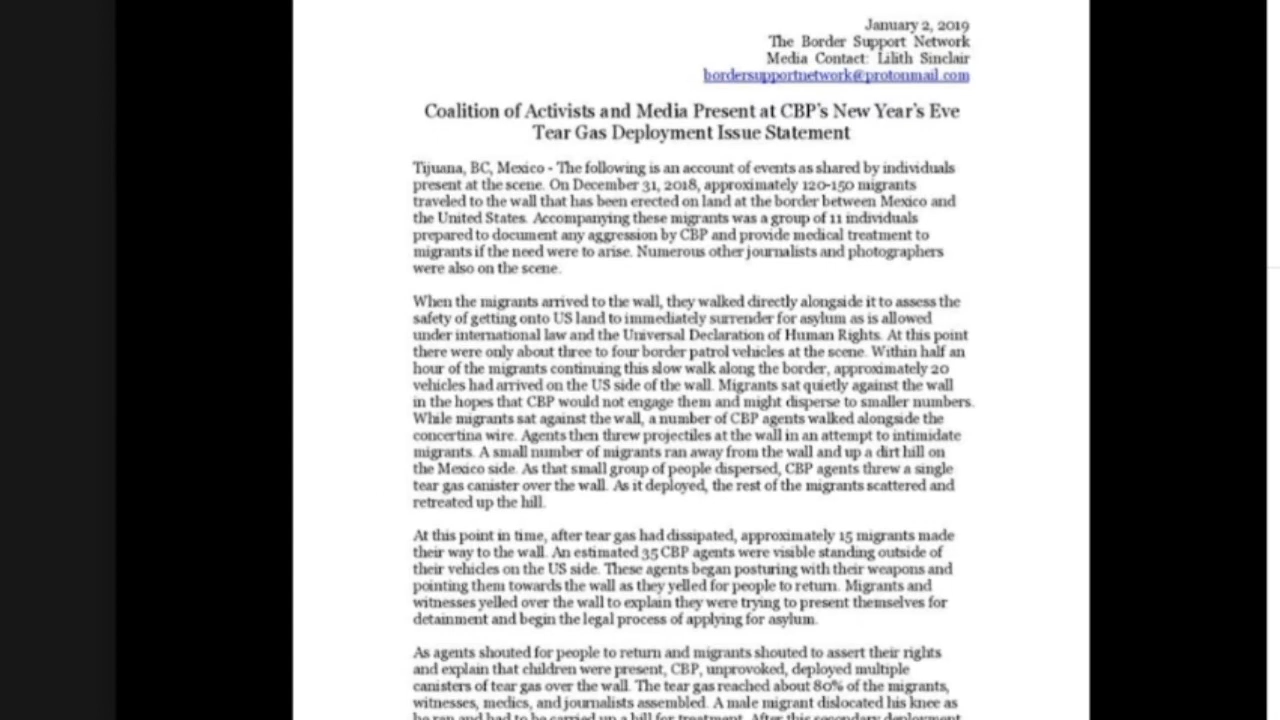 January 2, 2019
The Border Support Network
Media Contact: Lilith Sinclair
bordersupportnetwork@protonmail.com
Coalition of Activists and Media Present at CBP's New Year's Eve
Tear Gas Deployment Issue Statement
Tijuana, BC, Mexico - The following is an account of events as shared by individuals
present at the scene. On December 31, 2018, approximately 120-150 migrants
traveled to the wall that has been erected on land at the border between Mexico and
the United States. Accompanying these migrants was a group of 11 individuals
prepared to document any aggression by CBP and provide medical treatment to
migrants if the need were to arise. Numerous other journalists and photographers
were also on the scene.
When the migrants arrived to the wall, they walked directly alongside it to assess the
safety of getting onto US land to immediately surrender for asylum as is allowed
under international law and the Universal Declaration of Human Rights. At this point
there were only about three to four border patrol vehicles at the scene. Within half an
hour of the migrants continuing this slow walk along the border, approximately 20
vehicles had arrived on the US side of the wall. Migrants sat quietly against the wall
in the hopes that CBP would not engage them and might disperse to smaller numbers.
While migrants sat against the wall, a number of CBP agents walked alongside the
concertina wire. Agents then threw projectiles at the wall in an attempt to intimidate
migrants. A small number of migrants ran away from the wall and up a dirt hill on
the Mexico side. As that small group of people dispersed, CBP agents threw a single
tear gas canister over the wall. As it deployed, the rest of the migrants scattered and
retreated up the hill.
At this point in time, after tear gas had dissipated, approximately 15 migrants made
their way to the wall. An estimated 35 CBP agents were visible standing outside of
their vehicles on the US side. These agents began posturing with their weapons and
pointing them towards the wall as they yelled for people to return. Migrants and
witnesses yelled over the wall to explain they were trying to present themselves for
detainment and begin the legal process of applying for asylum.
As agents shouted for people to return and migrants shouted to assert their rights
and explain that children were present, CBP, unprovoked, deployed multiple
canisters of tear gas over the wall. The tear gas reached about 80% of the migrants,
witnesses, medics, and journalists assembled. A male migrant dislocated his knee as
he ran and had to be carried up a hill for treatment. After this secondary deployment